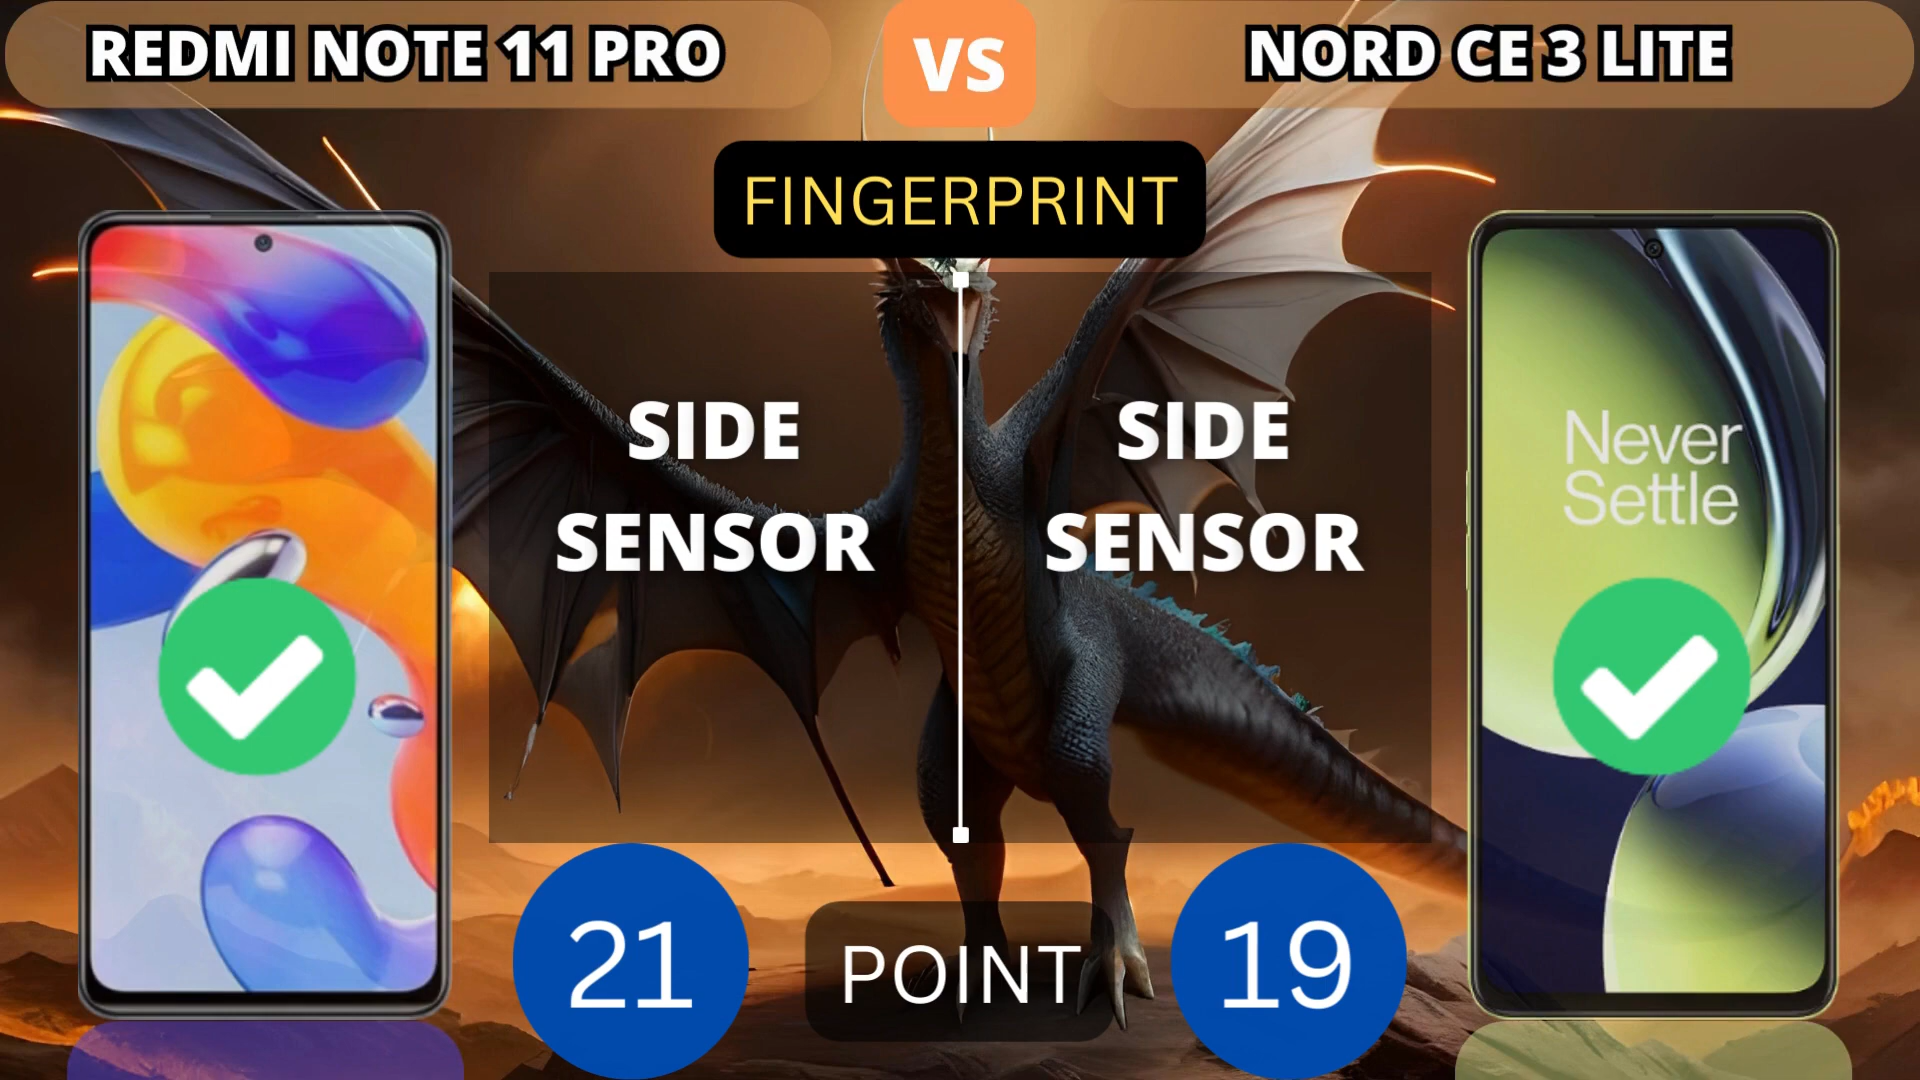 REDMI NOTE 11 PRO
VS
NORD CE 3 LITE
FINGERPRINT
SIDE
SENSOR
SIDE
SENSOR
Never
Settle
21
POINT
19